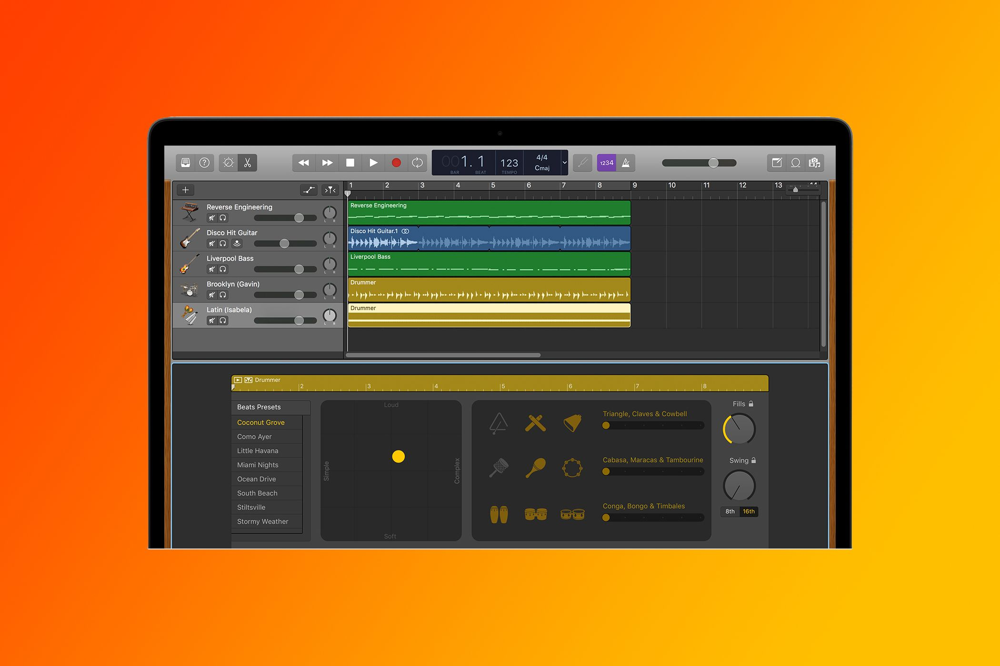 001. 1
BAR
BEAT
123
TEMPO
4/4
Cmaj
1234
1 2 3 4 5 6 7 8 9 10 11 12 13 14
Reverse Engineering
L R
Reverse Engineering
Disco Hit Guitar
L R
Disco Hit Guitar.1
Liverpool Bass
L R
Liverpool Bass
Brooklyn (Gavin)
L R
Drummer
Latin (Isabela)
L R
Drummer
Drummer
2 3 4 5 6 7 8
Beats Presets
Coconut Grove
Como Ayer
Little Havana
Miami Nights
Ocean Drive
South Beach
Stiltsville
Stormy Weather
Loud
Simple
Complex
Soft
Triangle, Claves & Cowbell
Cabasa, Maracas & Tambourine
Conga, Bongo & Timbales
Fills
Swing
8th 16th